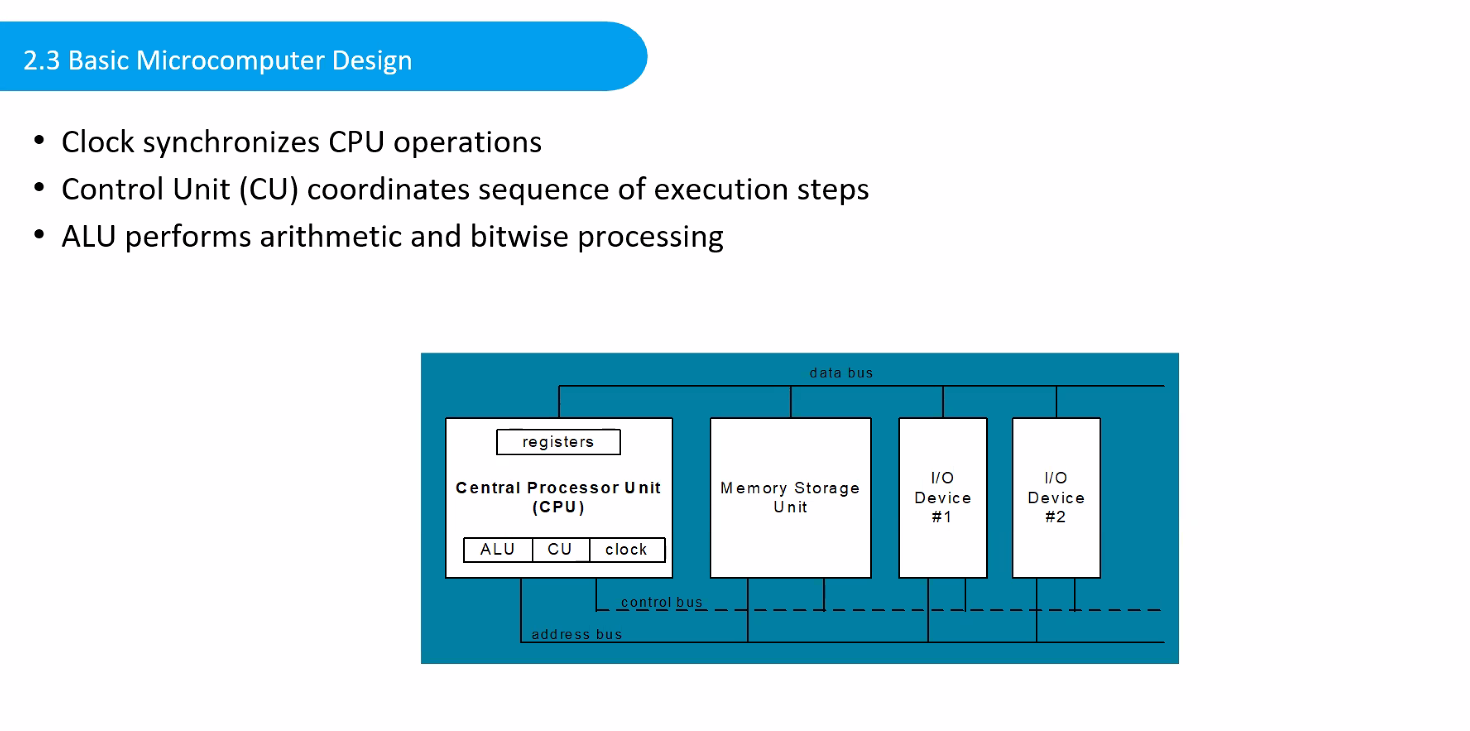 2.3 Basic Microcomputer Design
• Clock synchronizes CPU operations
• Control Unit (CU) coordinates sequence of execution steps
• ALU performs arithmetic and bitwise processing
data bus
registers
Central Processor Unit
(CPU)
ALU CU clock
Memory Storage
Unit
I/O
Device
#1
I/O
Device
#2
control bus
address bus